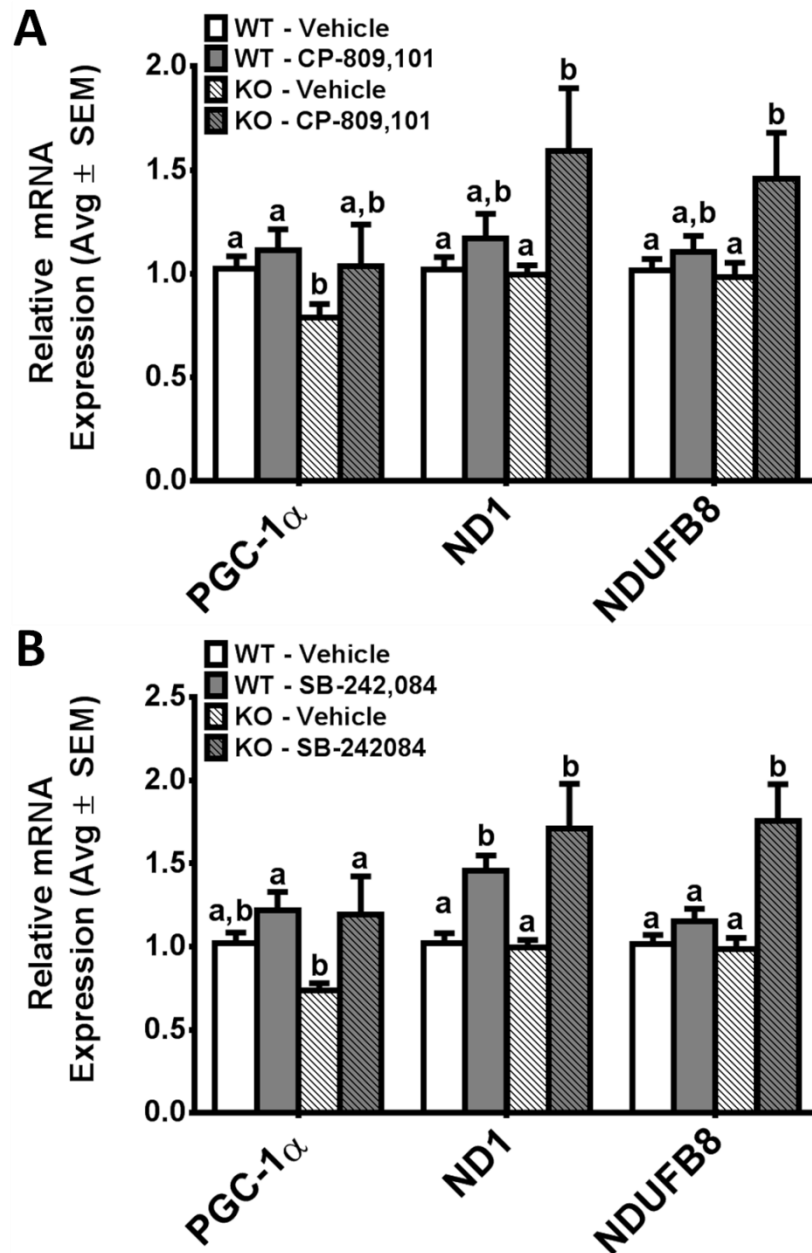 A
WT - Vehicle
WT - CP-809,101
KO - Vehicle
KO - CP-809,101
Relative mRNA
Expression (Avg ± SEM)
2.0
1.5
1.0
0.5
0.0
a
a
b
a,b
a
a,b
a
b
a
a,b
a
b
PGC-1α
ND1
NDUFB8
B
WT - Vehicle
WT - SB-242,084
KO - Vehicle
KO - SB-242084
Relative mRNA
Expression (Avg ± SEM)
2.5
2.0
1.5
1.0
0.5
0.0
a,b
a
b
a
a
b
a
b
a
a
a
b
PGC-1α
ND1
NDUFB8